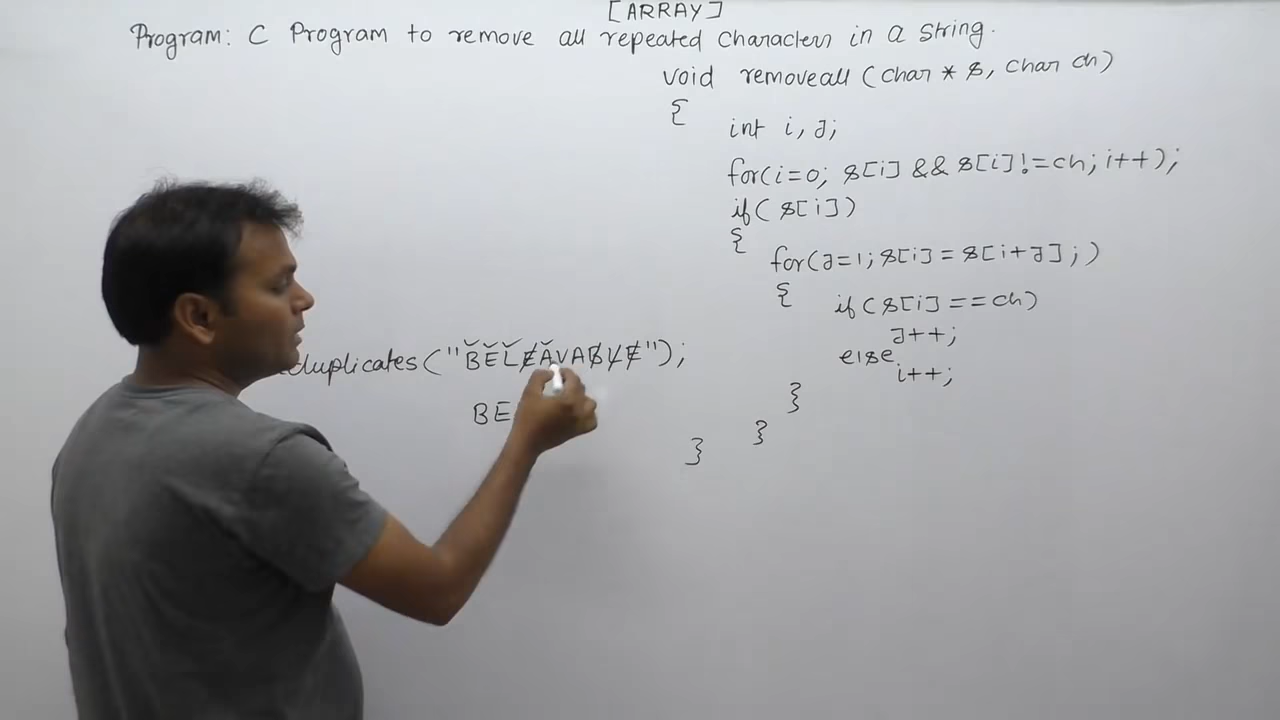 [ARRAY]
Program: C Program to remove all repeated characters in a string.
void removeall (char * s, char ch)
{
int i, J;
for(i=0; s[i] && s[i]!=ch; i++);
if( s[i])
{
for(J=1; s[i] = s[i+J]; )
{
if( s[i] ==ch)
J++;
else
i++;
}
}
}
duplicates ("BELEAVABLE");
BE